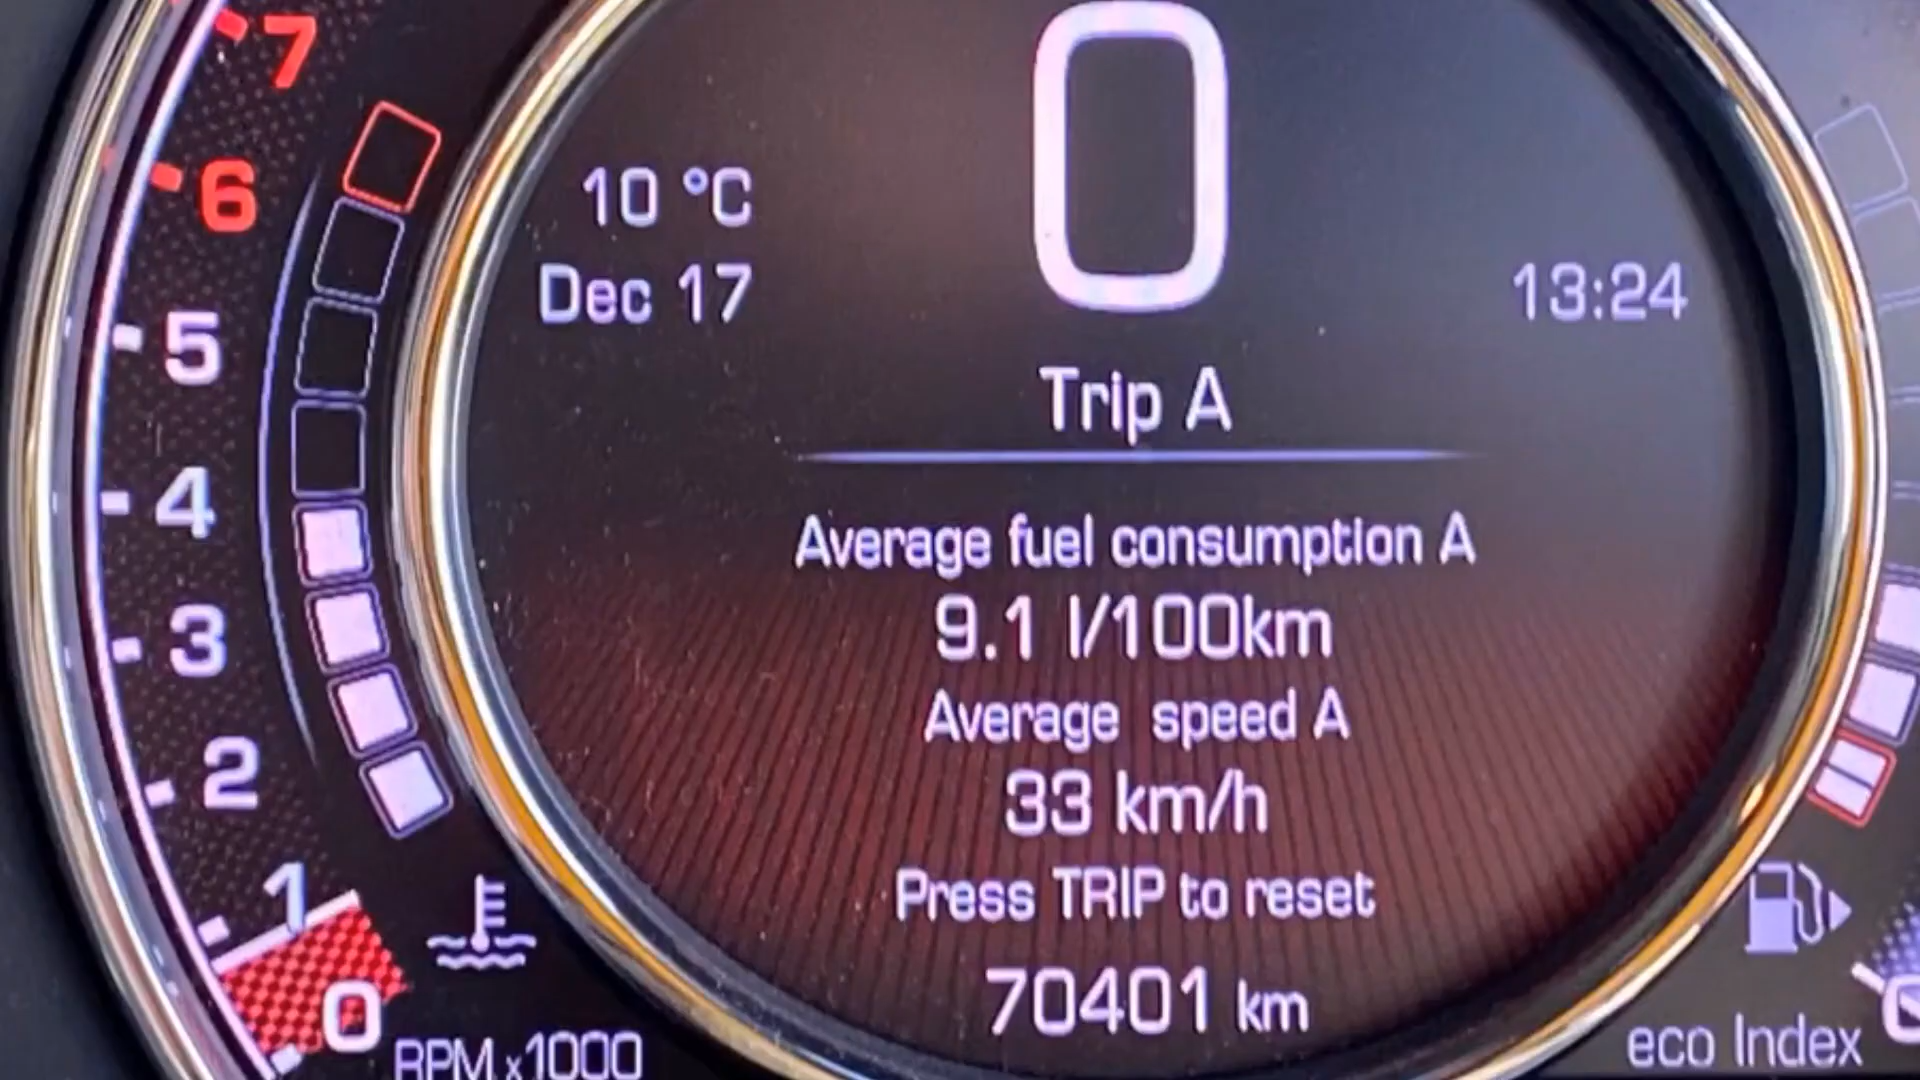 7
6
5
4
3
2
1
0
RPM x1000
0
10 °C
Dec 17
13:24
Trip A
Average fuel consumption A
9.1 l/100km
Average speed A
33 km/h
Press TRIP to reset
70401 km
eco Index
0